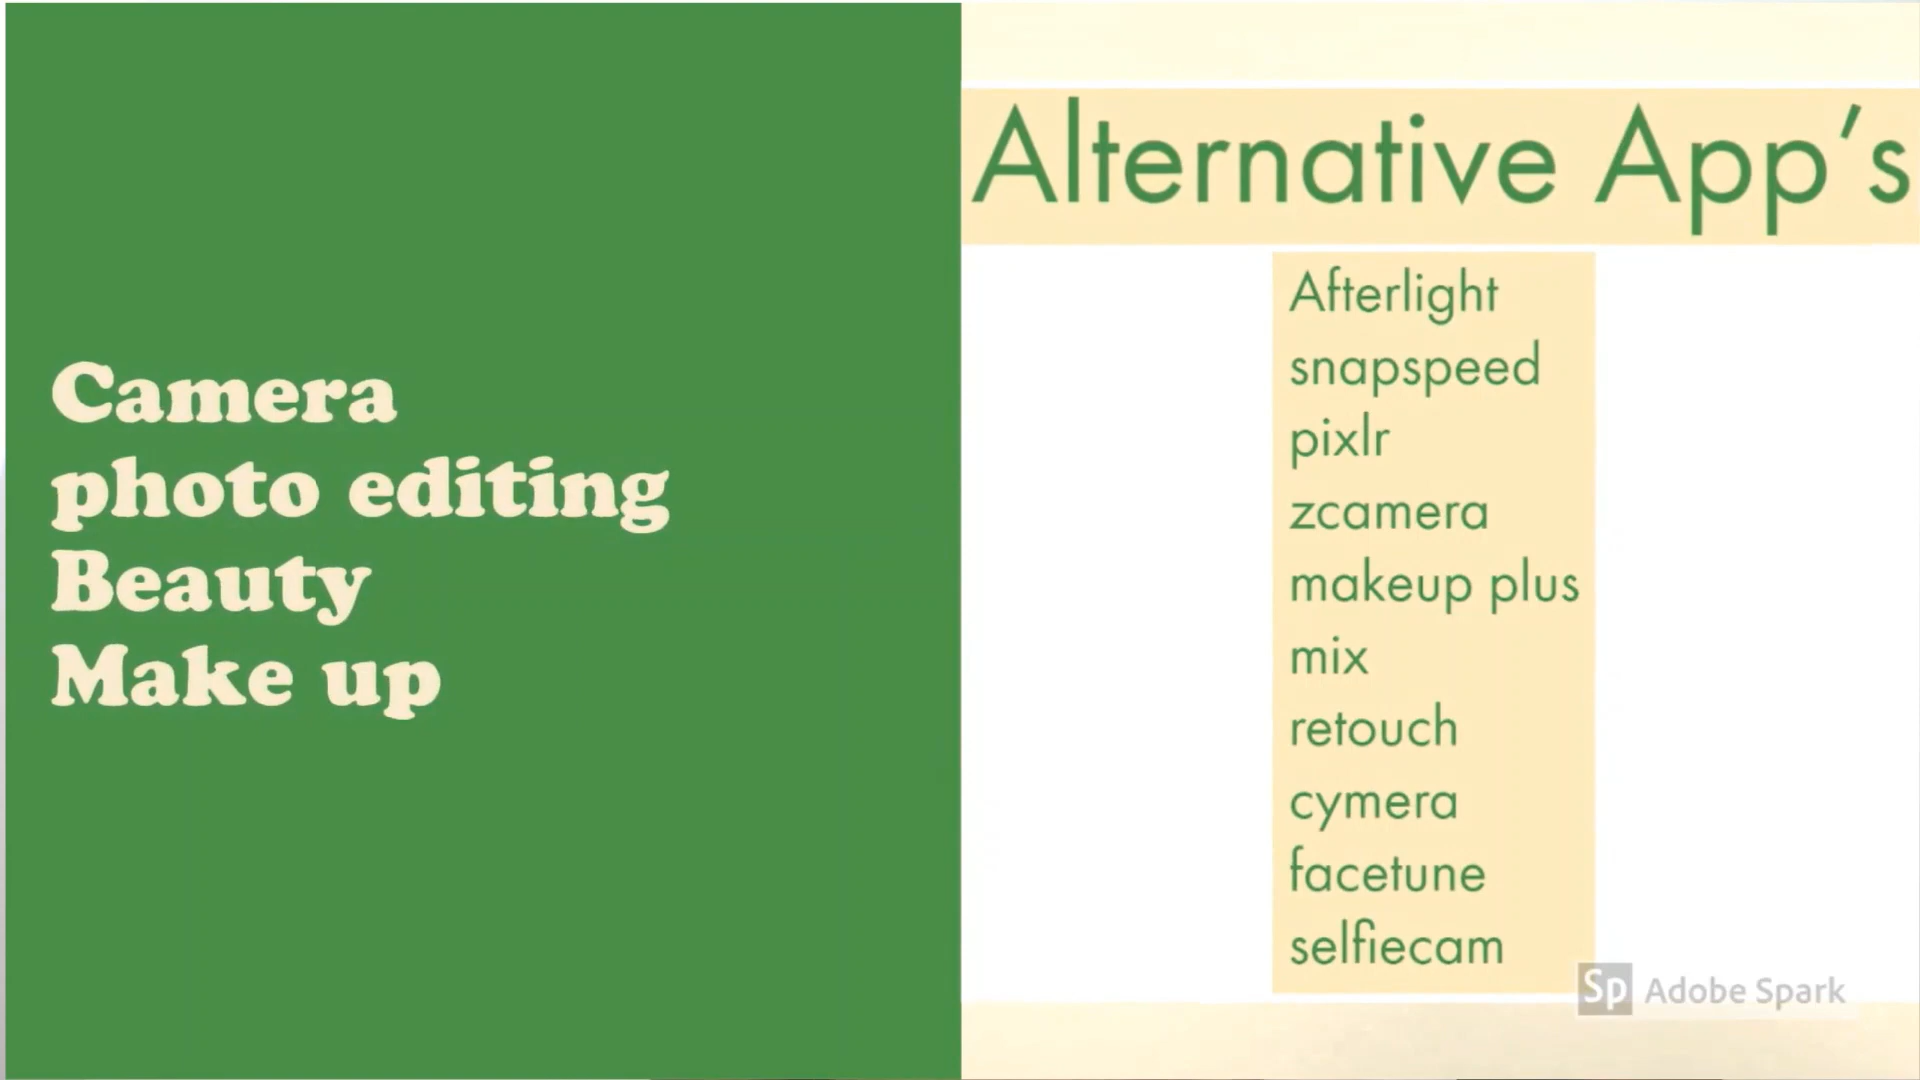 Camera
photo editing
Beauty
Make up
Alternative App's
Afterlight
snapspeed
pixlr
zcamera
makeup plus
mix
retouch
cymera
facetune
selfiecam
Sp Adobe Spark